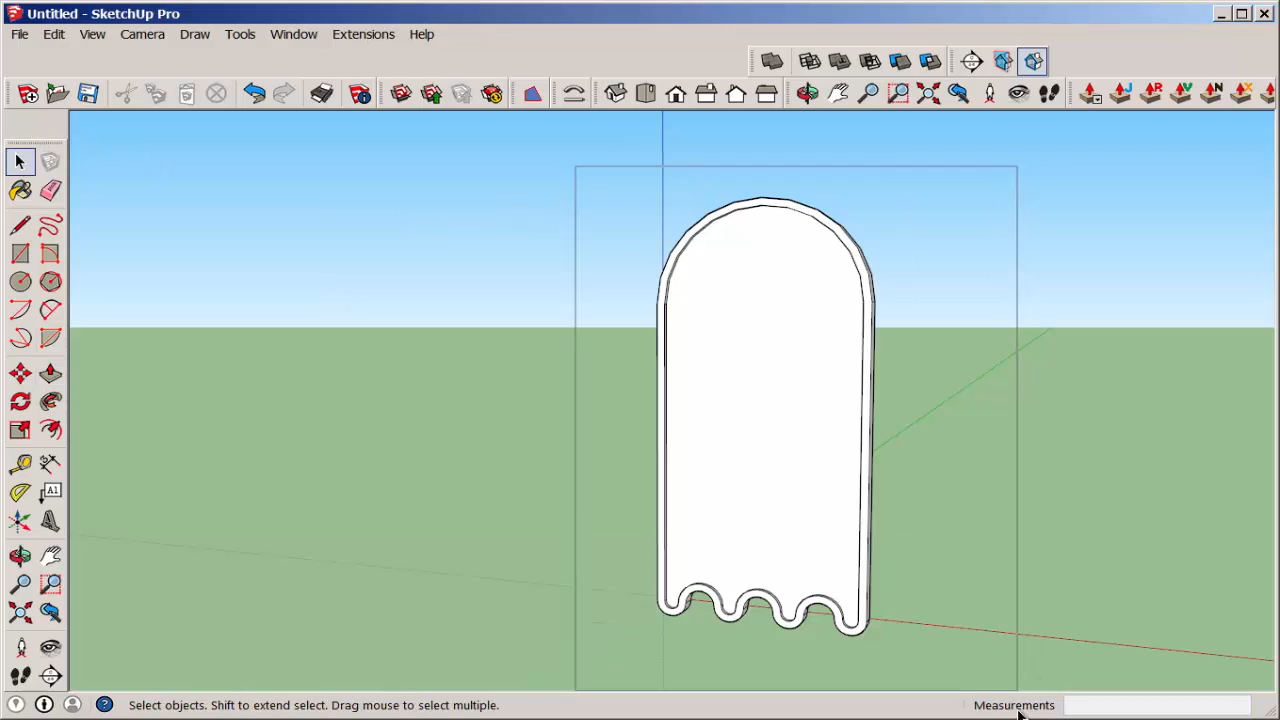 Untitled - SketchUp Pro
File Edit View Camera Draw Tools Window Extensions Help
J R V N X
A1
A
Select objects. Shift to extend select. Drag mouse to select multiple.
Measurements